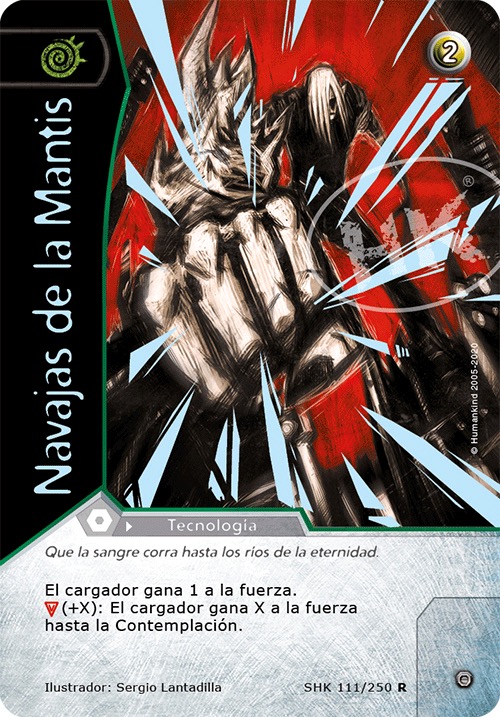 2
Navajas de la Mantis
HK
®
© Humankind 2005-2020
Tecnología
Que la sangre corra hasta los ríos de la eternidad.
El cargador gana 1 a la fuerza.
(+X): El cargador gana X a la fuerza
hasta la Contemplación.
Ilustrador: Sergio Lantadilla
SHK 111/250 R